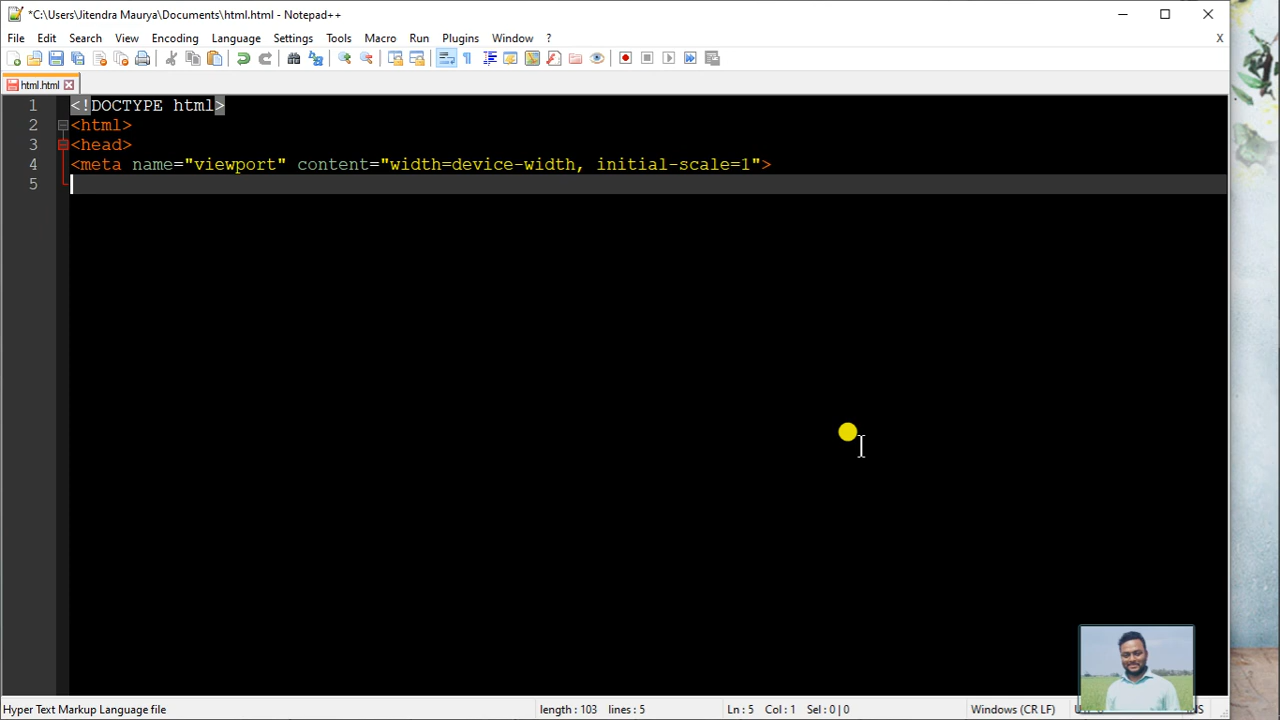 *C:\Users\Jitendra Maurya\Documents\html.html - Notepad++
File Edit Search View Encoding Language Settings Tools Macro Run Plugins Window ? X
html.html
1 <!DOCTYPE html>
2 <html>
3 <head>
4 <meta name="viewport" content="width=device-width, initial-scale=1">
5
Hyper Text Markup Language file length : 103 lines : 5 Ln : 5 Col : 1 Sel : 0 | 0 Windows (CR LF)